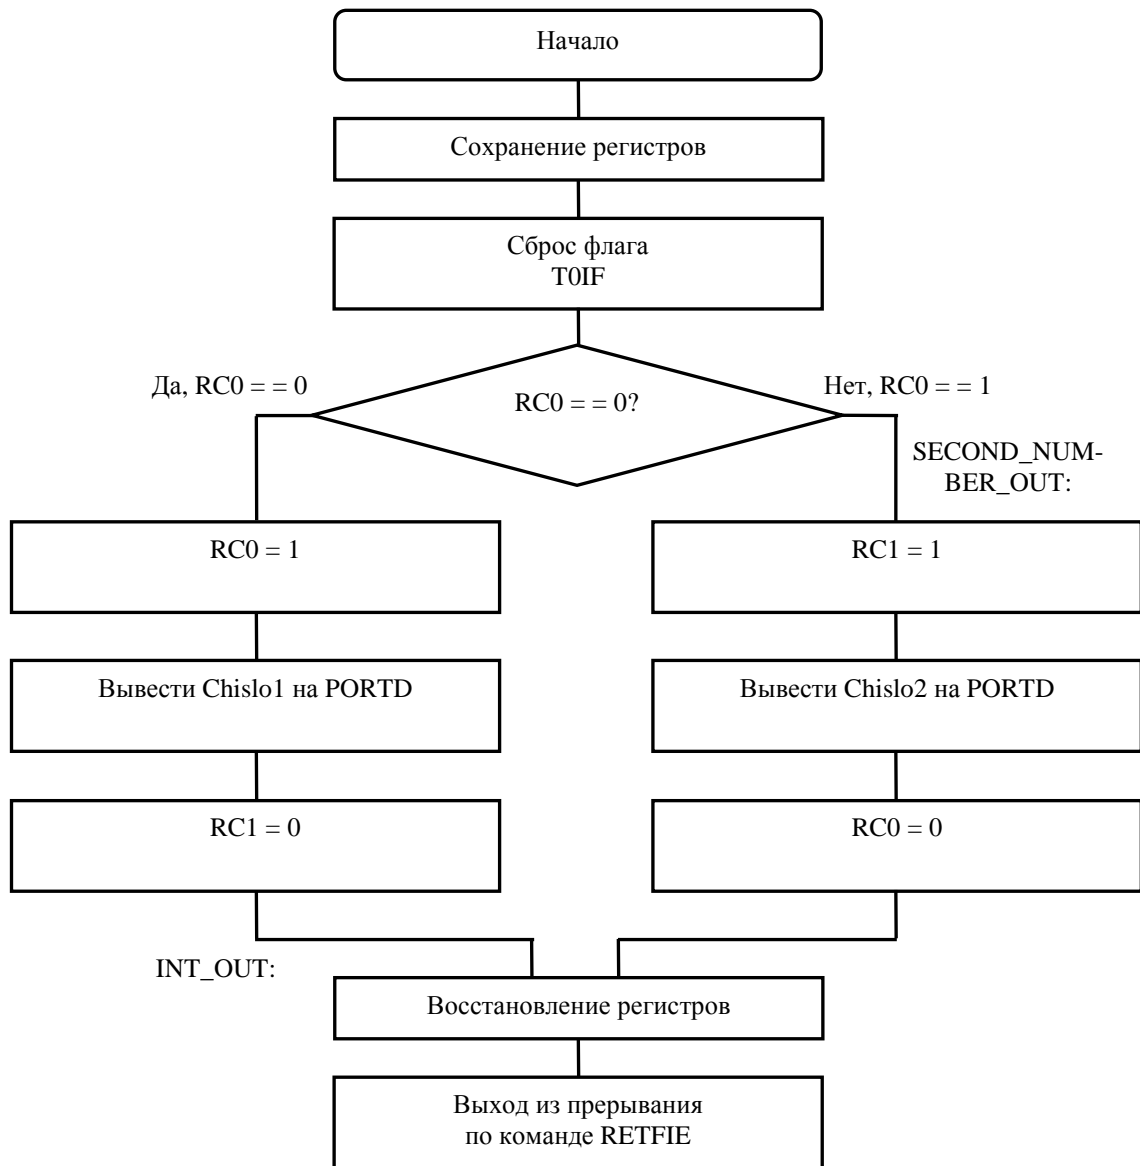 Начало
Сохранение регистров
Сброс флага
T0IF
Да, RC0 = = 0
RC0 = = 0?
Нет, RC0 = = 1
SECOND_NUM-
BER_OUT:
RC0 = 1
RC1 = 1
Вывести Chislo1 на PORTD
Вывести Chislo2 на PORTD
RC1 = 0
RC0 = 0
INT_OUT:
Восстановление регистров
Выход из прерывания
по команде RETFIE